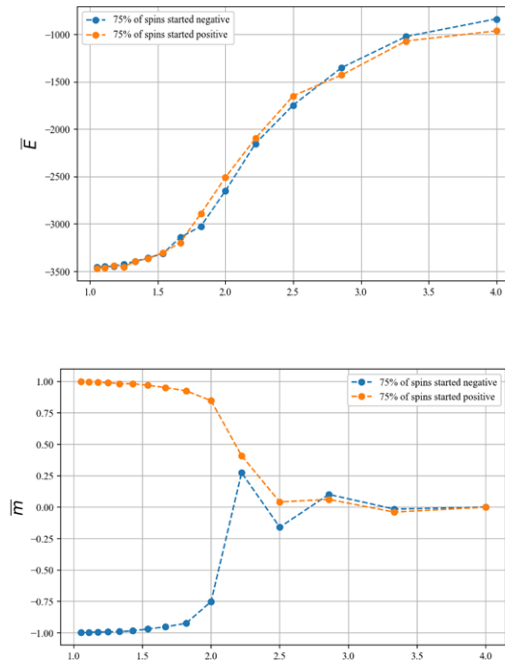 75% of spins started negative
75% of spins started positive
−1000
−1500
−2000
−2500
−3000
−3500
E̅
1.0 1.5 2.0 2.5 3.0 3.5 4.0
75% of spins started negative
75% of spins started positive
1.00
0.75
0.50
0.25
0.00
−0.25
−0.50
−0.75
−1.00
m̅
1.0 1.5 2.0 2.5 3.0 3.5 4.0